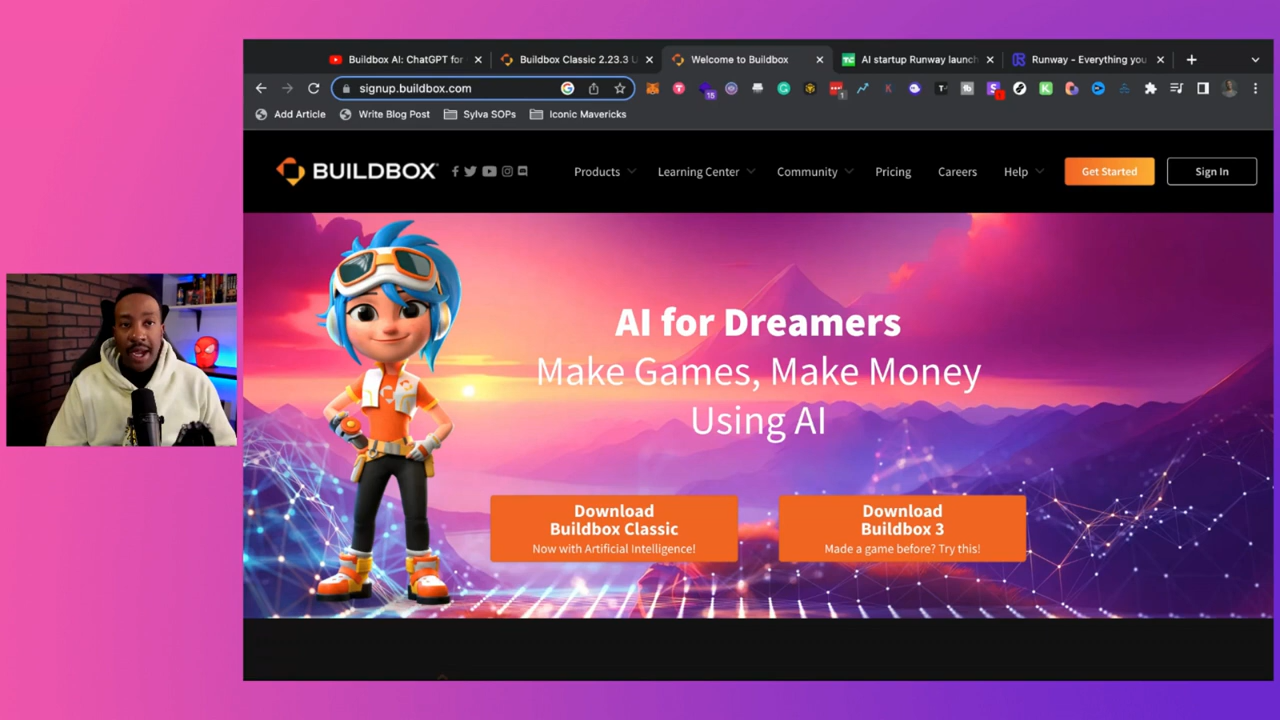 Buildbox AI: ChatGPT for
Buildbox Classic 2.23.3 U
Welcome to Buildbox
AI startup Runway launch
Runway - Everything you
signup.buildbox.com
Add Article
Write Blog Post
Sylva SOPs
Iconic Mavericks
BUILDBOX
Products
Learning Center
Community
Pricing
Careers
Help
Get Started
Sign In
AI for Dreamers
Make Games, Make Money
Using AI
Download
Buildbox Classic
Now with Artificial Intelligence!
Download
Buildbox 3
Made a game before? Try this!